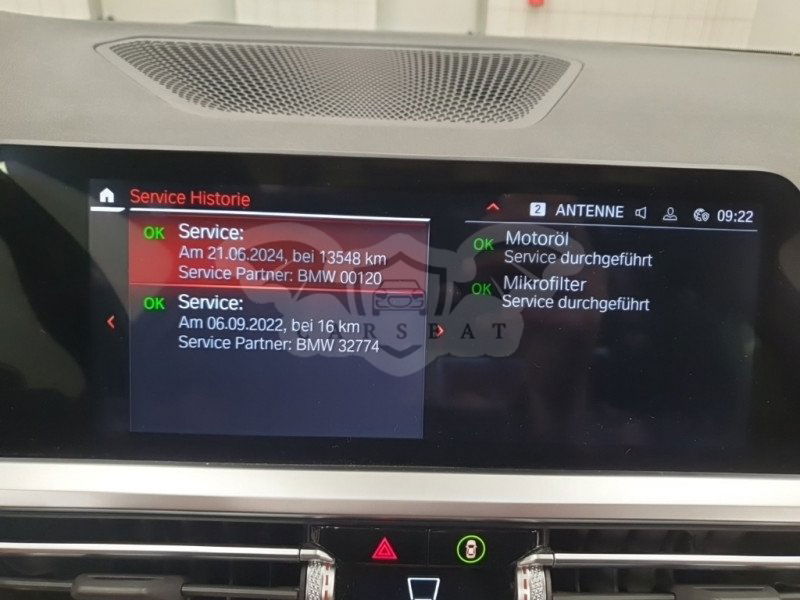 Service Historie
2 ANTENNE 09:22
OK Service:
Am 21.06.2024, bei 13548 km
Service Partner: BMW 00120
OK Service:
Am 06.09.2022, bei 16 km
Service Partner: BMW 32774
OK Motoröl
Service durchgeführt
OK Mikrofilter
Service durchgeführt
CARSEAT